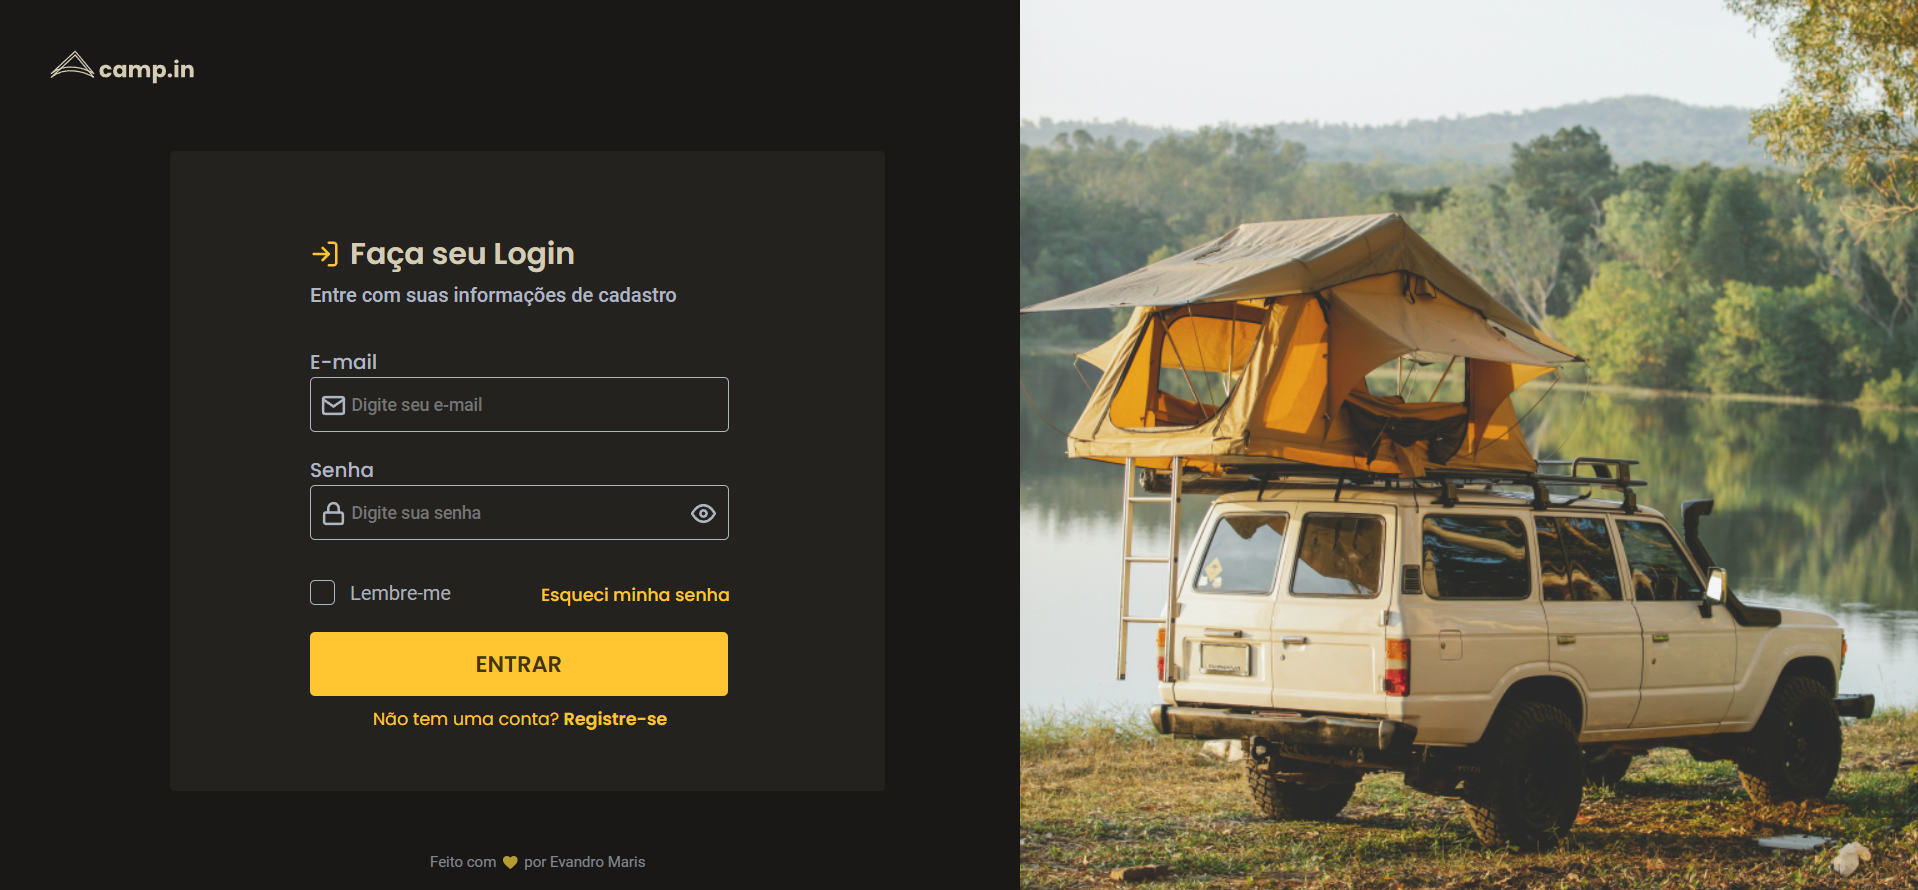 camp.in
Faça seu Login
Entre com suas informações de cadastro
E-mail
Digite seu e-mail
Senha
Digite sua senha
Lembre-me
Esqueci minha senha
ENTRAR
Não tem uma conta? Registre-se
Feito com por Evandro Maris